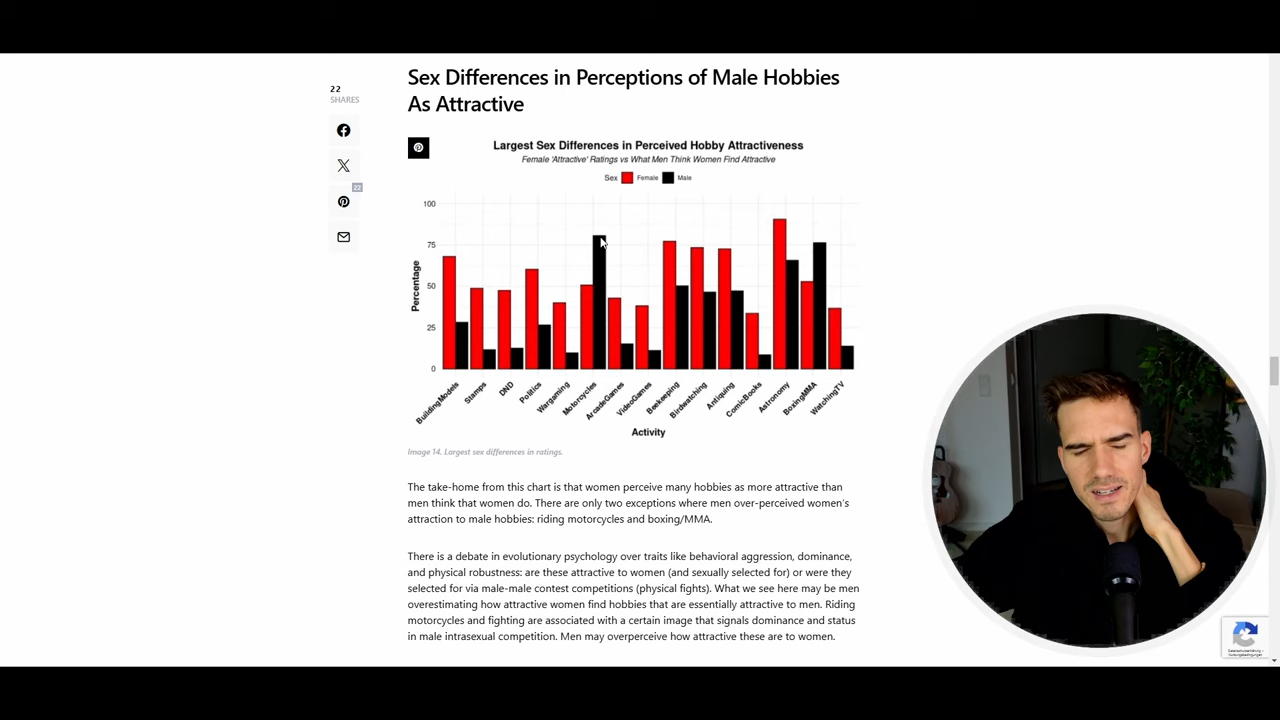 Sex Differences in Perceptions of Male Hobbies
As Attractive
22
SHARES
22
Largest Sex Differences in Perceived Hobby Attractiveness
Female 'Attractive' Ratings vs What Men Think Women Find Attractive
Sex Female Male
100
75
50
25
0
Percentage
BuildingModels
Stamps
DND
Politics
Wargaming
Motorcycles
ArcadeGames
VideoGames
Beekeeping
Birdwatching
Antiquing
ComicBooks
Astronomy
BoxingMMA
WatchingTV
Activity
Image 14. Largest sex differences in ratings.
The take-home from this chart is that women perceive many hobbies as more attractive than
men think that women do. There are only two exceptions where men over-perceived women's
attraction to male hobbies: riding motorcycles and boxing/MMA.
There is a debate in evolutionary psychology over traits like behavioral aggression, dominance,
and physical robustness: are these attractive to women (and sexually selected for) or were they
selected for via male-male contest competitions (physical fights). What we see here may be men
overestimating how attractive women find hobbies that are essentially attractive to men. Riding
motorcycles and fighting are associated with a certain image that signals dominance and status
in male intrasexual competition. Men may overperceive how attractive these are to women.